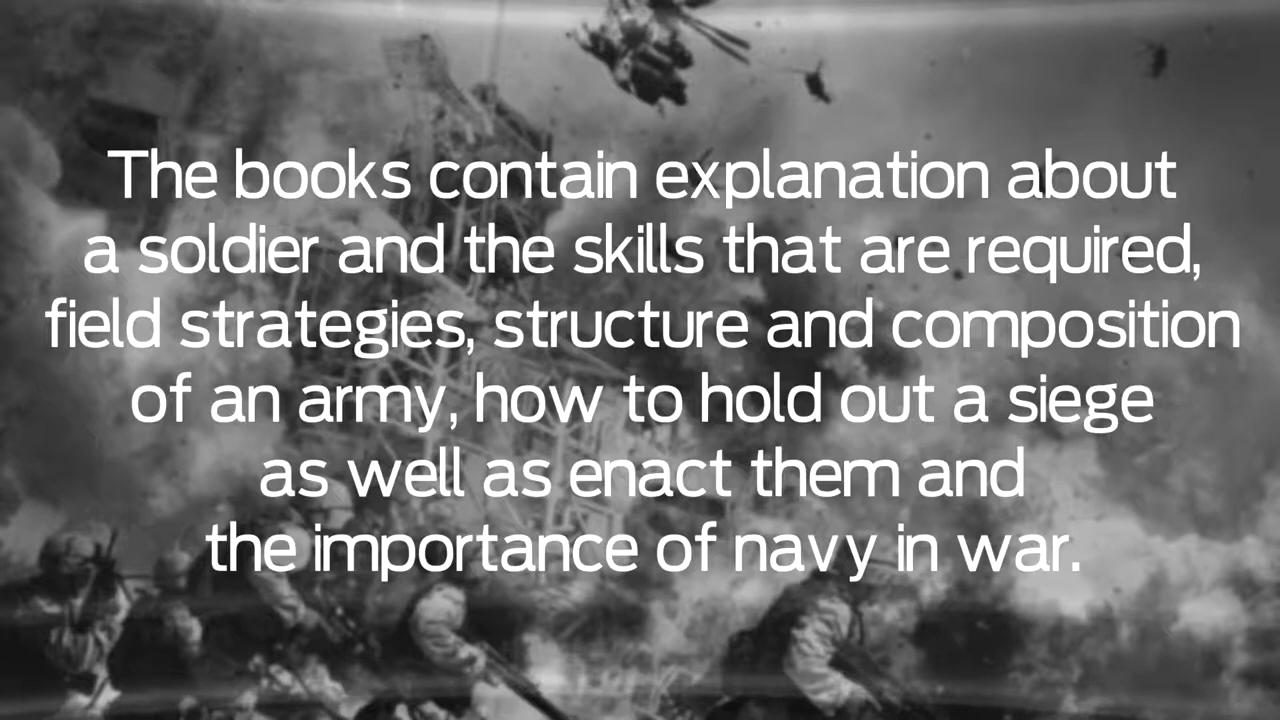 The books contain explanation about
a soldier and the skills that are required,
field strategies, structure and composition
of an army, how to hold out a siege
as well as enact them and
the importance of navy in war.